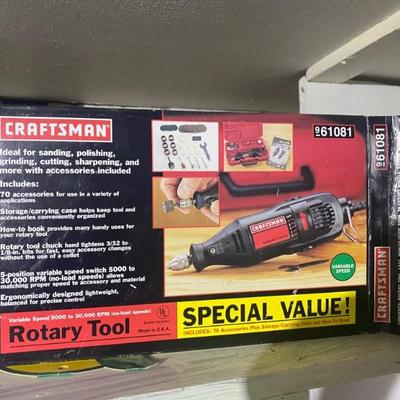 CRAFTSMAN®
961081
Ideal for sanding, polishing,
grinding, cutting, sharpening, and
more with accessories included
Includes:
70 accessories for use in a variety of
applications
Storage/carrying case helps keep tool and
accessories conveniently organized
How-to book provides many handy uses for
your rotary tool
Rotary tool chuck hand tightens 3/32 to
1/8-in. bits for fast, easy accessory changes
without the use of a collet
5-position variable speed switch 5000 to
30,000 RPM (no-load speeds) allows
matching proper speed to accessory and material
Ergonomically designed lightweight,
balanced for precise control
VARIABLE
SPEED
Variable Speed 5000 to 30,000 RPM (no-load speeds)
Rotary Tool
UL
Double Insulated
Made in U.S.A.
SPECIAL VALUE!
INCLUDES: 70 Accessories Plus Storage/Carrying Case and How-To Book
961081
CRAFTSMAN